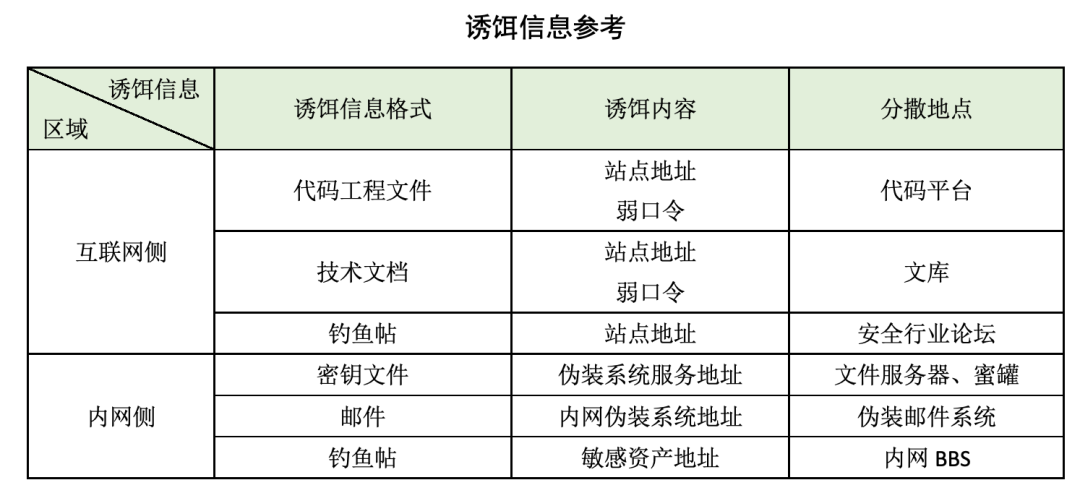 诱饵信息参考
诱饵信息
区域
诱饵信息格式
诱饵内容
分撒地点
互联网侧
代码工程文件
站点地址
弱口令
代码平台
技术文档
站点地址
弱口令
文库
钓鱼帖
站点地址
安全行业论坛
内网侧
密钥文件
伪装系统服务地址
文件服务器、蜜罐
邮件
内网伪装系统地址
伪装邮件系统
钓鱼帖
敏感资产地址
内网 BBS